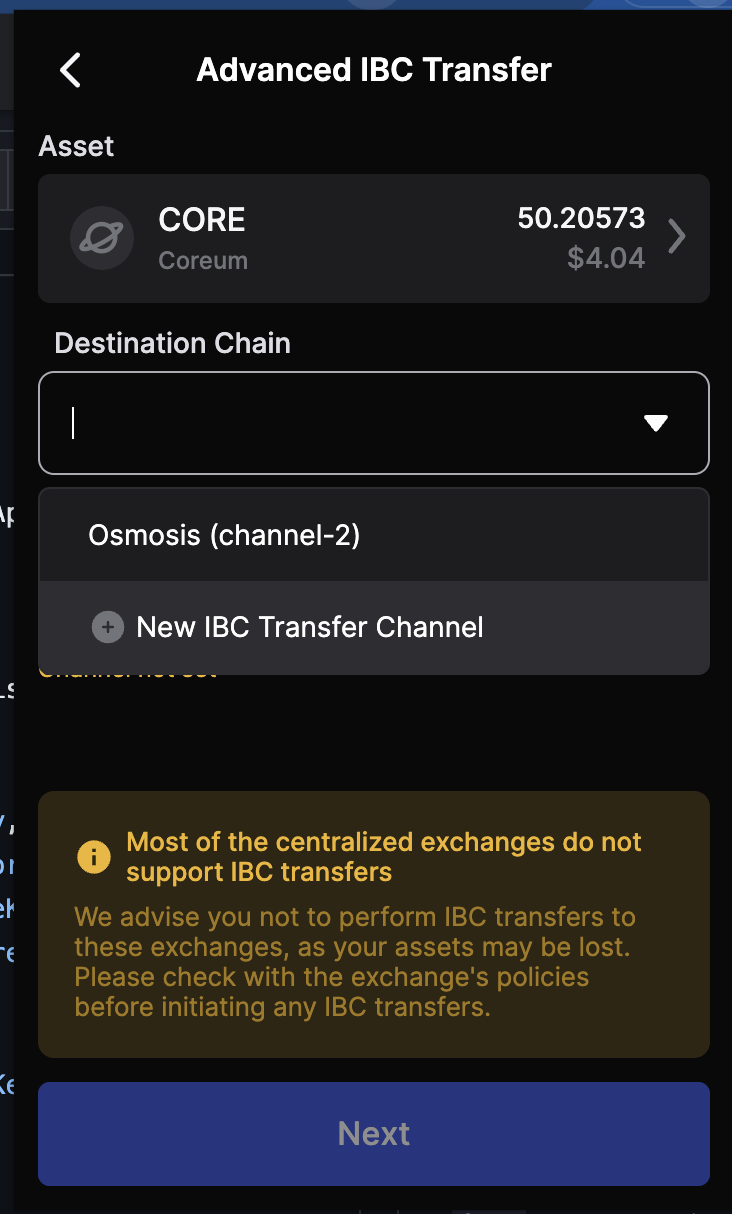 Advanced IBC Transfer
Asset
CORE
50.20573
Coreum
$4.04
Destination Chain
Osmosis (channel-2)
New IBC Transfer Channel
Most of the centralized exchanges do not
support IBC transfers
We advise you not to perform IBC transfers to
these exchanges, as your assets may be lost.
Please check with the exchange's policies
before initiating any IBC transfers.
Next